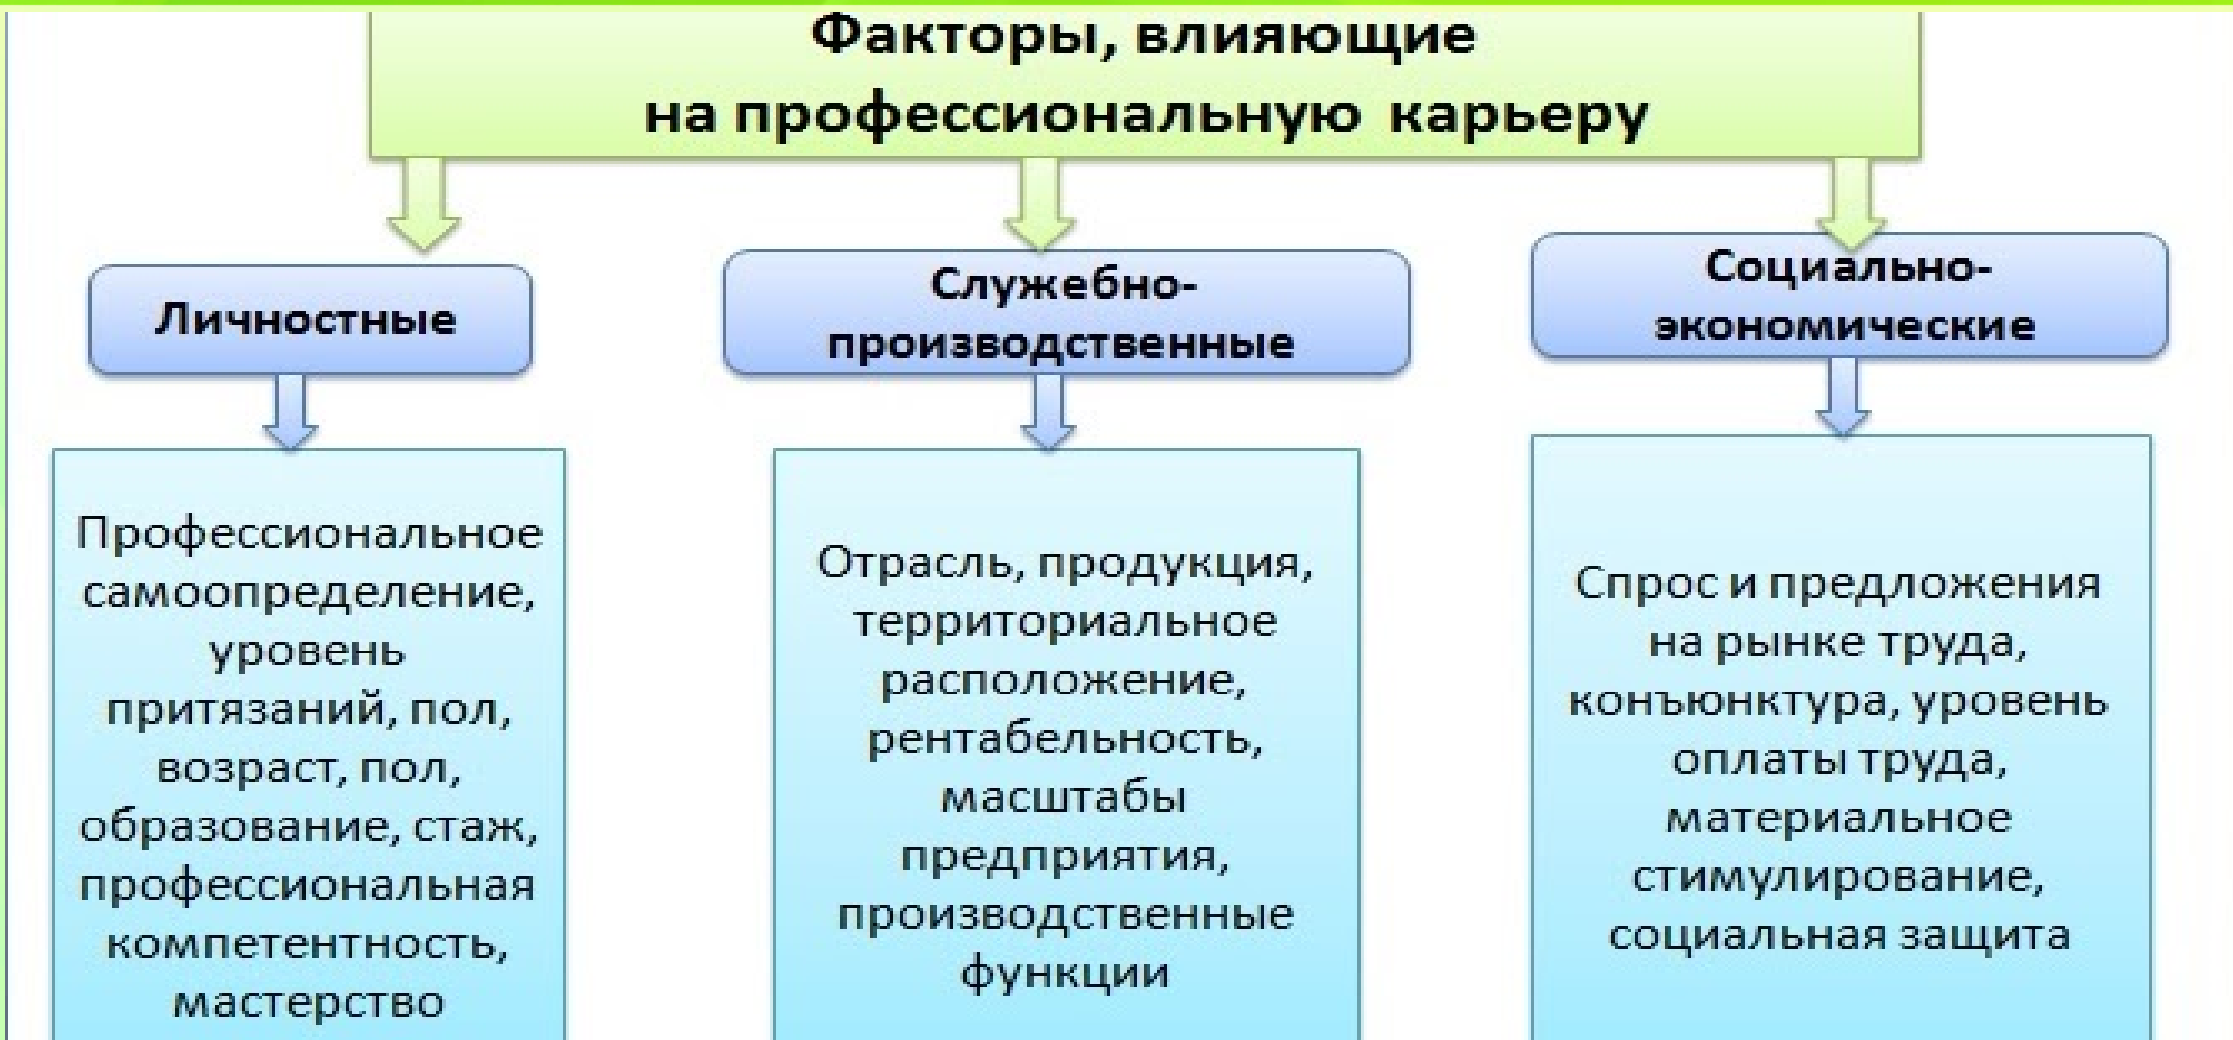 Факторы, влияющие
на профессиональную карьеру
Личностные
Профессиональное
самоопределение,
уровень
притязаний, пол,
возраст, пол,
образование, стаж,
профессиональная
компетентность,
мастерство
Служебно-
производственные
Отрасль, продукция,
территориальное
расположение,
рентабельность,
масштабы
предприятия,
производственные
функции
Социально-
экономические
Спрос и предложения
на рынке труда,
конъюнктура, уровень
оплаты труда,
материальное
стимулирование,
социальная защита